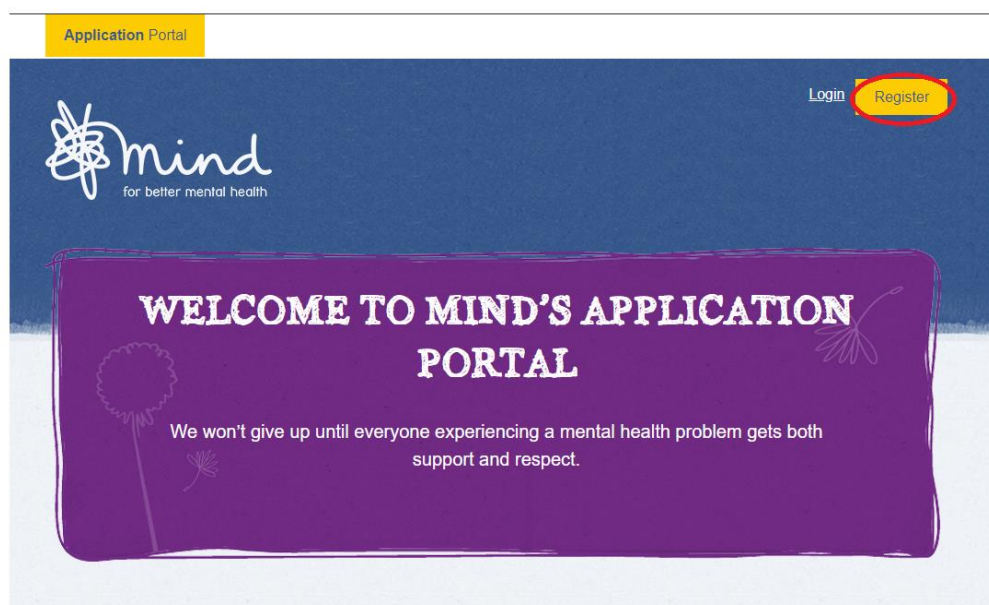 Application Portal
Login Register
mind
for better mental health
WELCOME TO MIND'S APPLICATION
PORTAL
We won't give up until everyone experiencing a mental health problem gets both
support and respect.